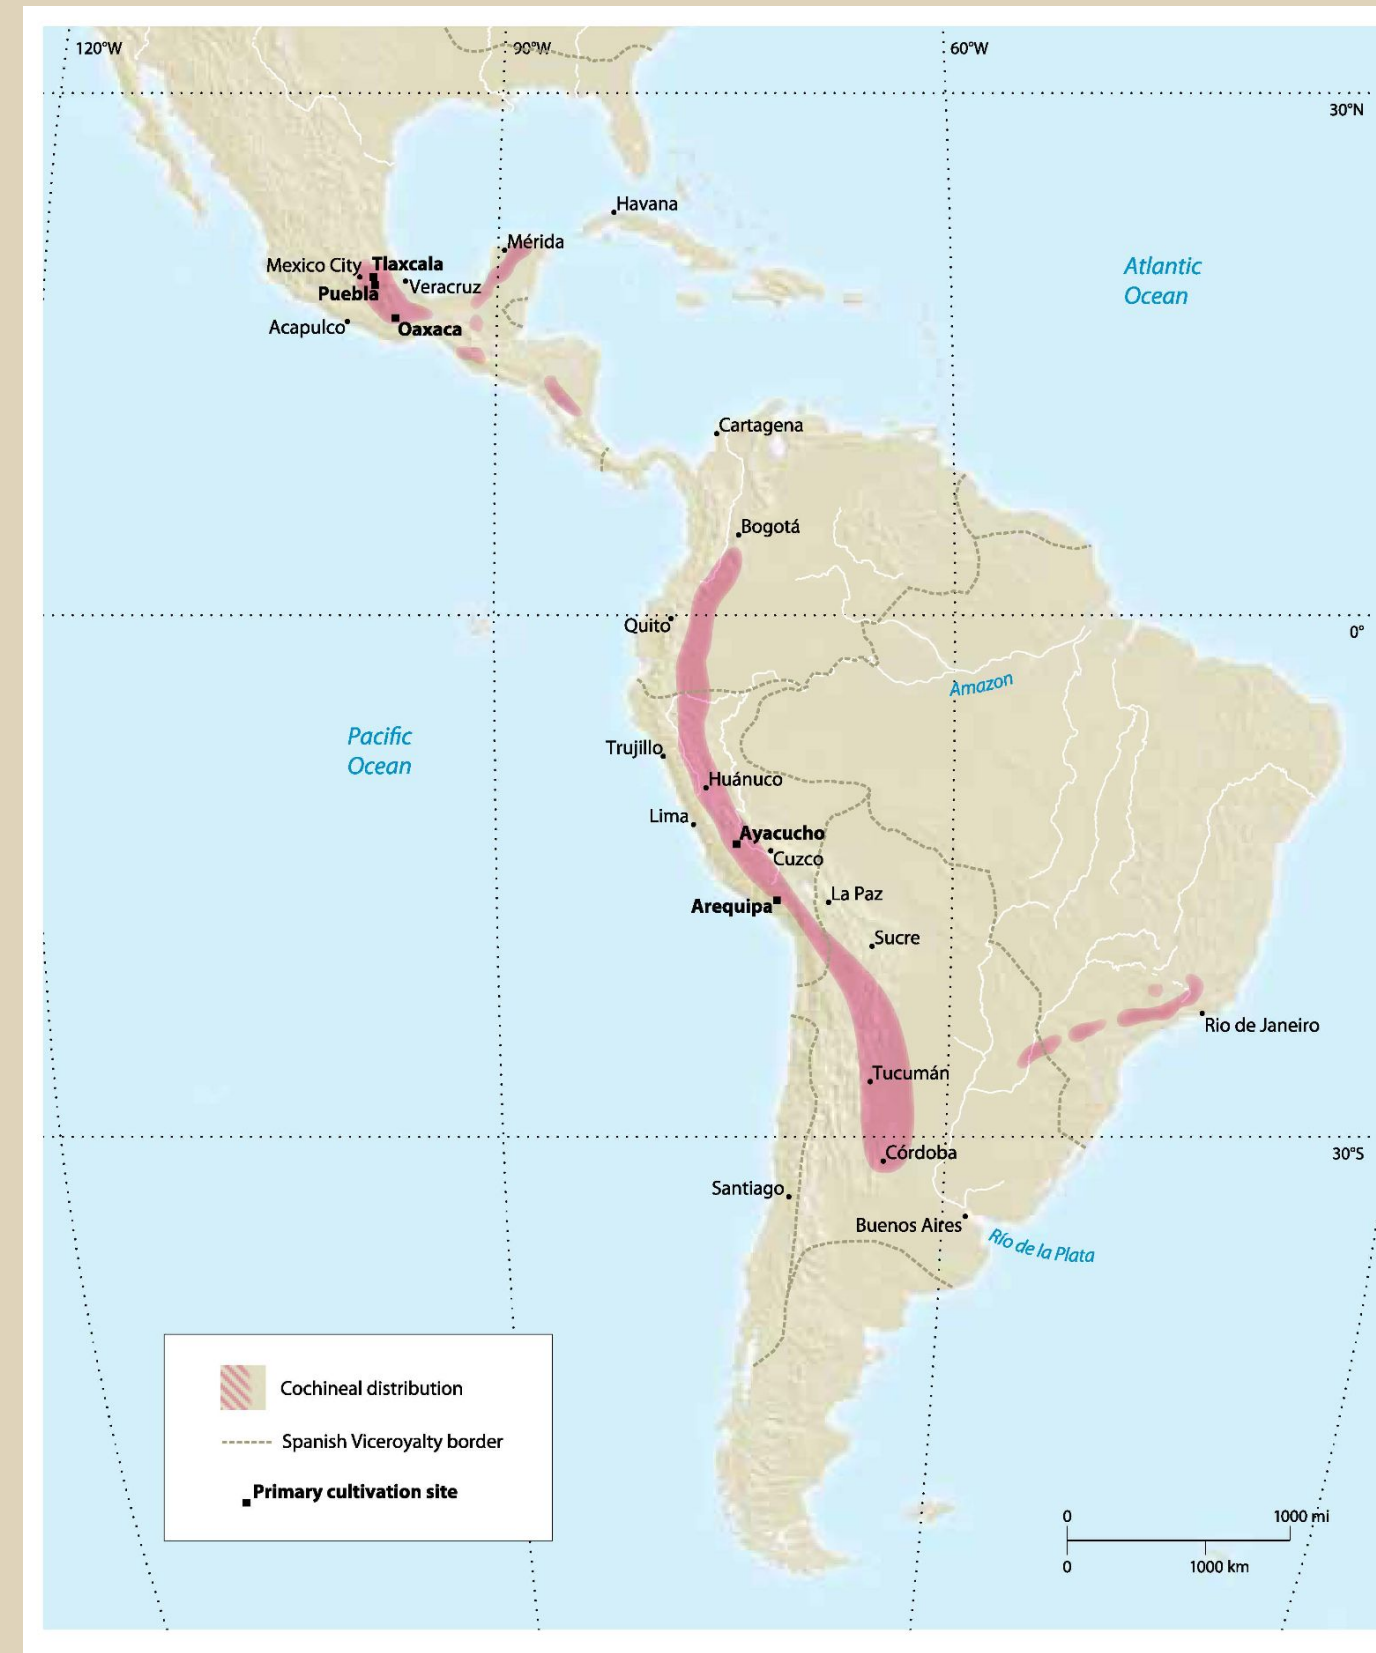 120°W
90°W
60°W
30°N
Havana
Mérida
Mexico City
Tlaxcala
Puebla
Veracruz
Acapulco
Oaxaca
Atlantic
Ocean
Cartagena
Bogotá
Quito
0°
Amazon
Pacific
Ocean
Trujillo
Huánuco
Lima
Ayacucho
Cuzco
La Paz
Arequipa
Sucre
Rio de Janeiro
Tucumán
Córdoba
30°S
Santiago
Buenos Aires
Río de la Plata
Cochineal distribution
Spanish Viceroyalty border
Primary cultivation site
0
1000 mi
0
1000 km